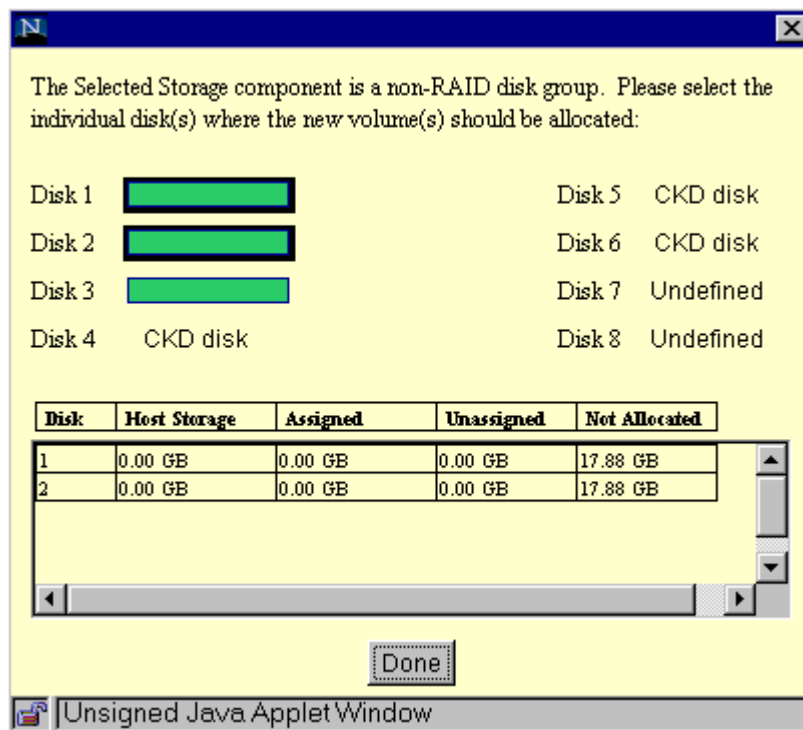 N
The Selected Storage component is a non-RAID disk group. Please select the
individual disk(s) where the new volume(s) should be allocated:
Disk 1
Disk 5 CKD disk
Disk 2
Disk 6 CKD disk
Disk 3
Disk 7 Undefined
Disk 4 CKD disk
Disk 8 Undefined
Disk Host Storage Assigned Unassigned Not Allocated
1 0.00 GB 0.00 GB 0.00 GB 17.88 GB
2 0.00 GB 0.00 GB 0.00 GB 17.88 GB
Done
Unsigned Java Applet Window